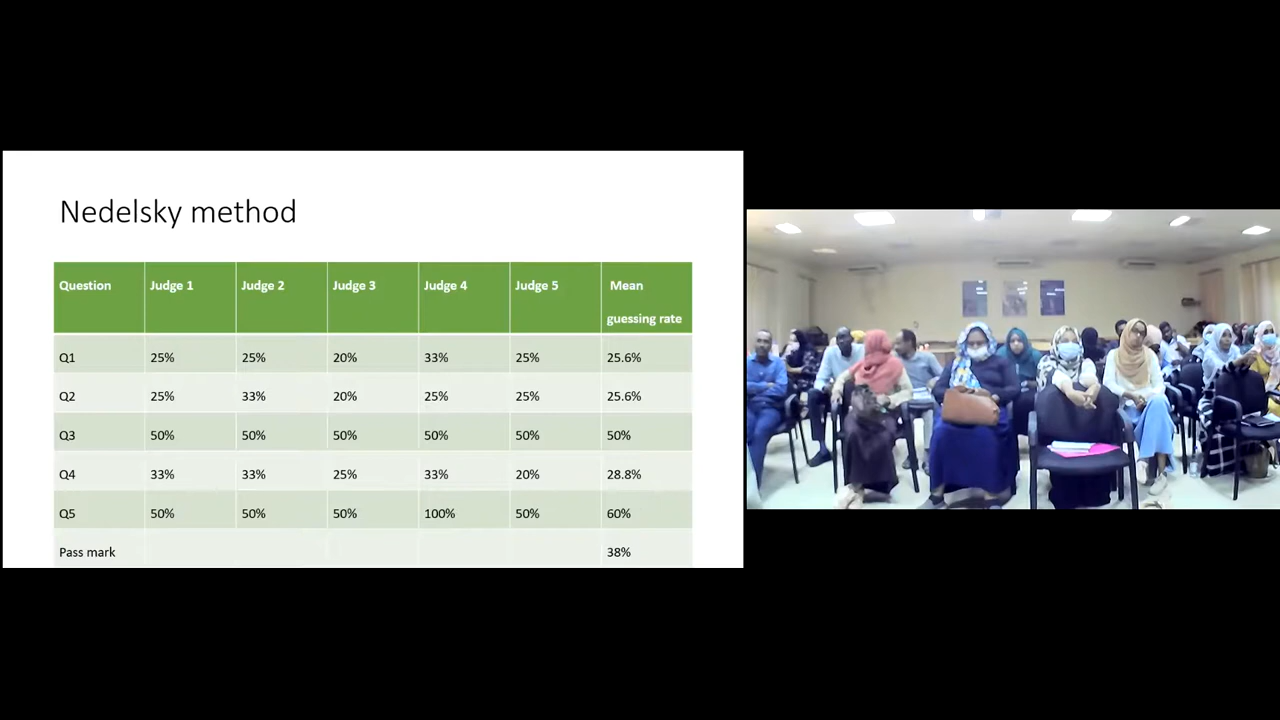 Nedelsky method
Question Judge 1 Judge 2 Judge 3 Judge 4 Judge 5 Mean
guessing rate
Q1 25% 25% 20% 33% 25% 25.6%
Q2 25% 33% 20% 25% 25% 25.6%
Q3 50% 50% 50% 50% 50% 50%
Q4 33% 33% 25% 33% 20% 28.8%
Q5 50% 50% 50% 100% 50% 60%
Pass mark 38%